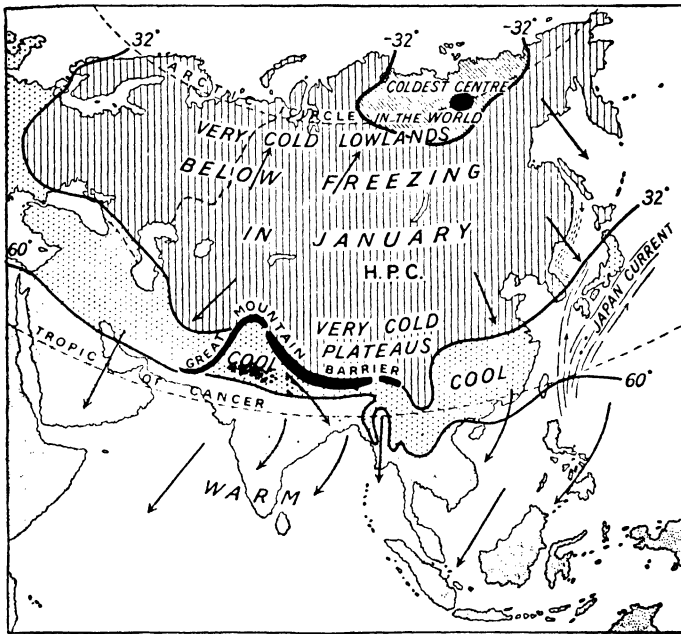 32°
-32°
ARCTIC CIRCLE
COLDEST CENTRE
IN THE WORLD
VERY COLD LOWLANDS
BELOW FREEZING
IN JANUARY
32°
H.P.C.
60°
JAPAN CURRENT
GREAT MOUNTAIN BARRIER
VERY COLD
PLATEAUS
COOL
COOL
60°
TROPIC OF CANCER
WARM